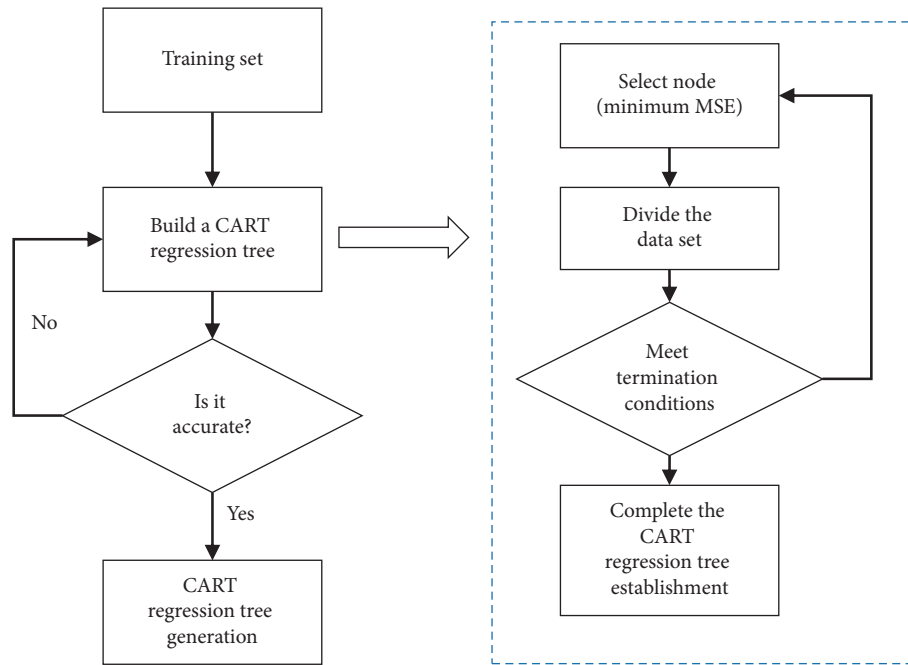 Training set
Build a CART
regression tree
No
Is it
accurate?
Yes
CART
regression tree
generation
Select node
(minimum MSE)
Divide the
data set
Meet
termination
conditions
Complete the
CART
regression tree
establishment